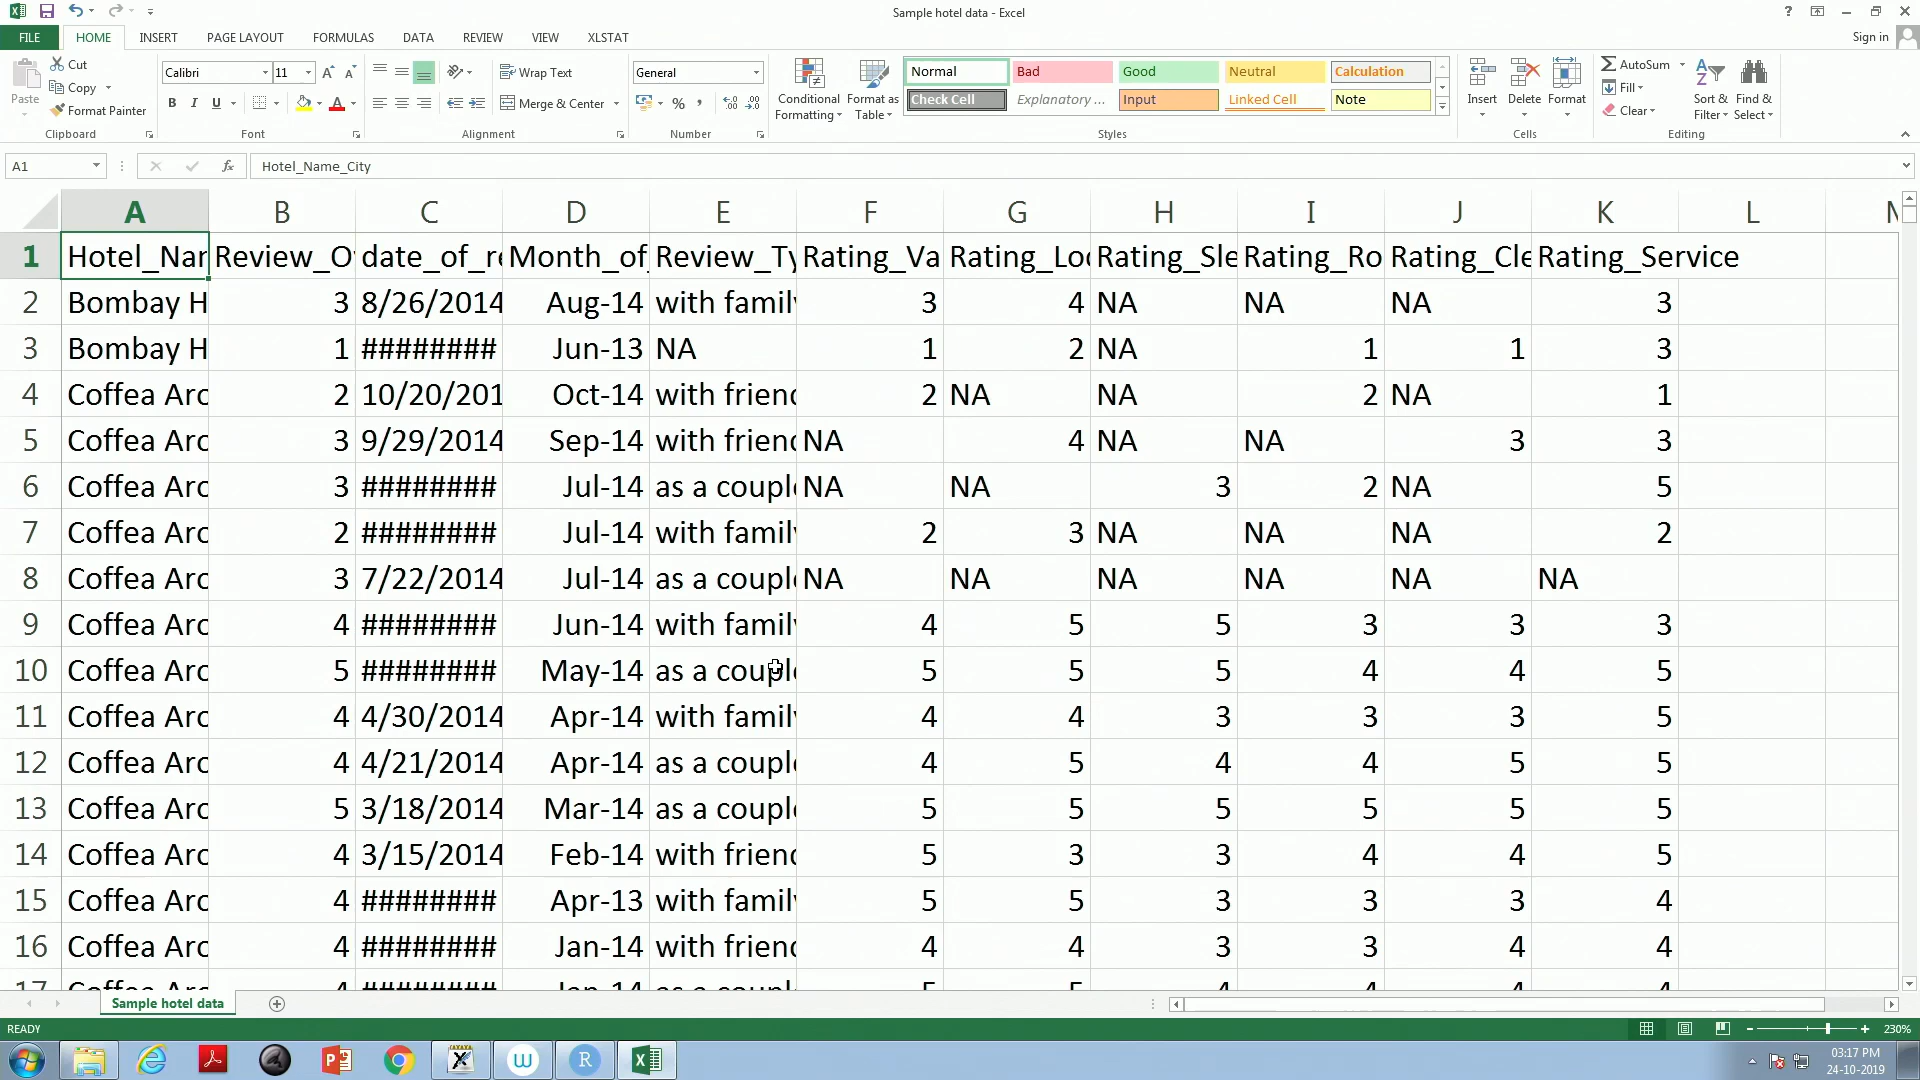 Sample hotel data - Excel
FILE HOME INSERT PAGE LAYOUT FORMULAS DATA REVIEW VIEW XLSTAT Sign in
Cut
Copy
Format Painter
Paste
Clipboard
Calibri 11
B I U
Font
Wrap Text
Merge & Center
Alignment
General
%
Number
Conditional Formatting
Format as Table
Normal Bad Good Neutral Calculation
Check Cell Explanatory ... Input Linked Cell Note
Styles
Insert Delete Format
Cells
AutoSum
Fill
Clear
Sort & Filter
Find & Select
Editing
A1 fx Hotel_Name_City
A B C D E F G H I J K L
1 Hotel_Nar Review_O date_of_re Month_of_ Review_Ty Rating_Va Rating_Loc Rating_Sle Rating_Ro Rating_Cle Rating_Service
2 Bombay H 3 8/26/2014 Aug-14 with family 3 4 NA NA NA 3
3 Bombay H 1 ######## Jun-13 NA 1 2 NA 1 1 3
4 Coffea Arc 2 10/20/201 Oct-14 with frienc 2 NA NA 2 NA 1
5 Coffea Arc 3 9/29/2014 Sep-14 with frienc NA 4 NA NA 3 3
6 Coffea Arc 3 ######## Jul-14 as a couple NA NA 3 2 NA 5
7 Coffea Arc 2 ######## Jul-14 with family 2 3 NA NA NA 2
8 Coffea Arc 3 7/22/2014 Jul-14 as a couple NA NA NA NA NA NA
9 Coffea Arc 4 ######## Jun-14 with family 4 5 5 3 3 3
10 Coffea Arc 5 ######## May-14 as a couple 5 5 5 4 4 5
11 Coffea Arc 4 4/30/2014 Apr-14 with family 4 4 3 3 3 5
12 Coffea Arc 4 4/21/2014 Apr-14 as a couple 4 5 4 4 5 5
13 Coffea Arc 5 3/18/2014 Mar-14 as a couple 5 5 5 5 5 5
14 Coffea Arc 4 3/15/2014 Feb-14 with frienc 5 3 3 4 4 5
15 Coffea Arc 4 ######## Apr-13 with family 5 5 3 3 3 4
16 Coffea Arc 4 ######## Jan-14 with frienc 4 4 3 3 4 4
Sample hotel data
READY 230%
03:17 PM
24-10-2019